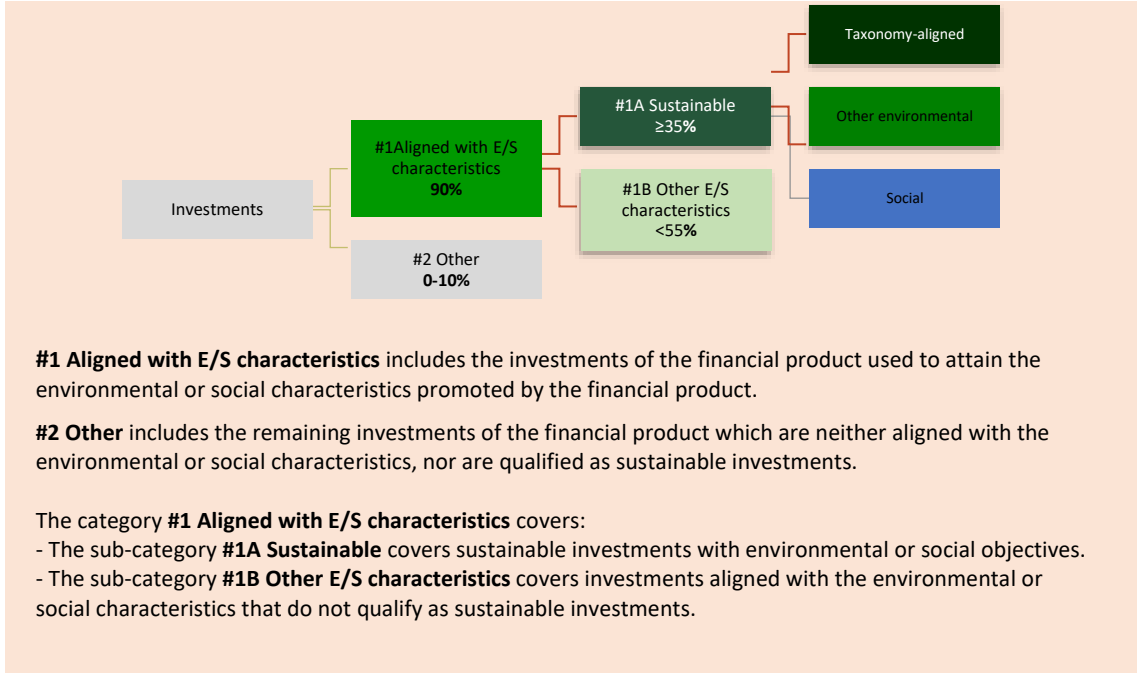 Taxonomy-aligned
#1A Sustainable
≥35%
Other environmental
#1Aligned with E/S
characteristics
90%
Investments
#1B Other E/S
characteristics
<55%
Social
#2 Other
0-10%
#1 Aligned with E/S characteristics includes the investments of the financial product used to attain the
environmental or social characteristics promoted by the financial product.
#2 Other includes the remaining investments of the financial product which are neither aligned with the
environmental or social characteristics, nor are qualified as sustainable investments.
The category #1 Aligned with E/S characteristics covers:
- The sub-category #1A Sustainable covers sustainable investments with environmental or social objectives.
- The sub-category #1B Other E/S characteristics covers investments aligned with the environmental or
social characteristics that do not qualify as sustainable investments.